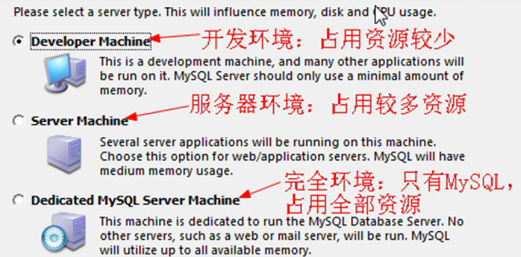 Please select a server type. This will influence memory, disk and CPU usage.
Developer Machine
开发环境：占用资源较少
This is a development machine, and many other applications will
be run on it. MySQL Server should only use a minimal amount of
memory.
服务器环境：占用较多资源
Server Machine
Several server applications will be running on this machine.
Choose this option for web/application servers. MySQL will have
medium memory usage.
完全环境：只有MySQL，
占用全部资源
Dedicated MySQL Server Machine
This machine is dedicated to run the MySQL Database Server. No
other servers, such as a web or mail server, will be run. MySQL
will utilize up to all available memory.